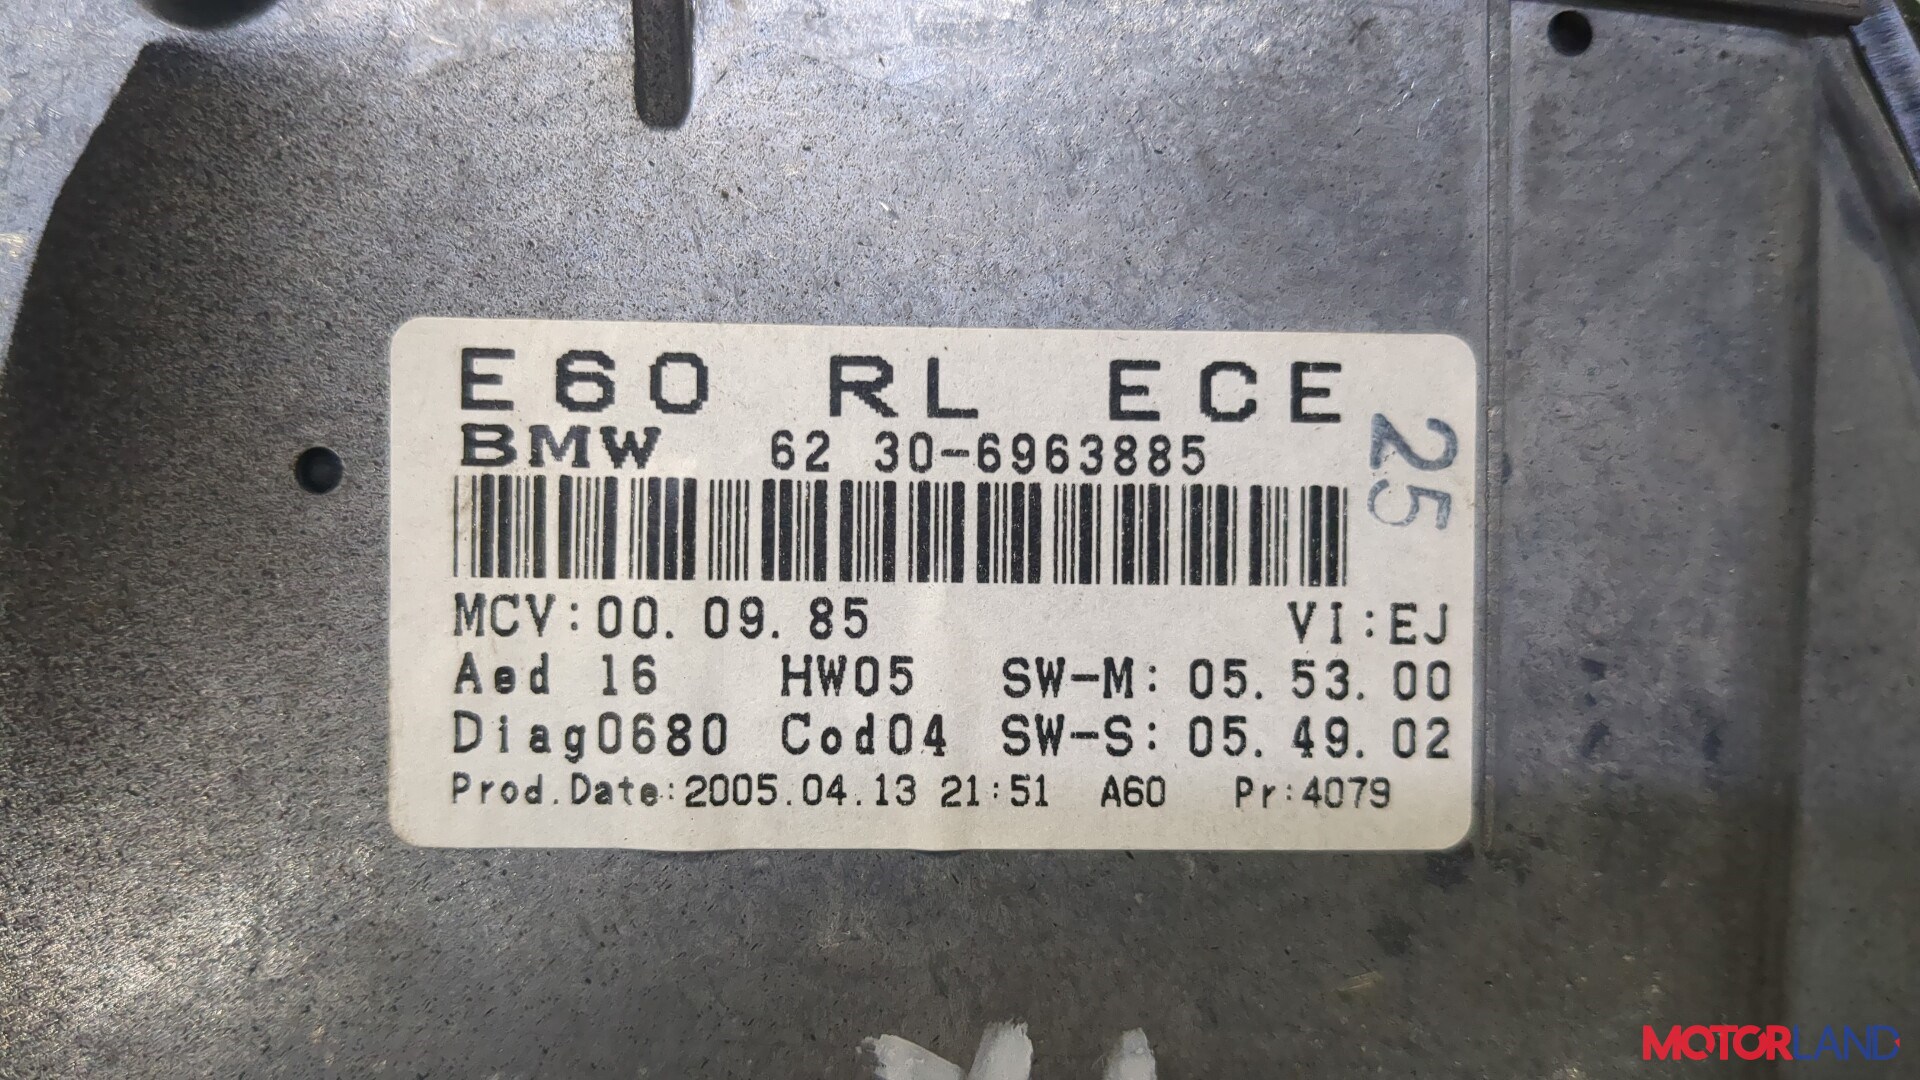 E60 RL ECE
BMW 62 30-6963885
25
MCV:00. 09. 85 VI:EJ
Aed 16 HW05 SW-M: 05. 53. 00
Diag0680 Cod04 SW-S: 05. 49. 02
Prod.Date:2005.04.13 21:51 A60 Pr:4079
MOTORLAND